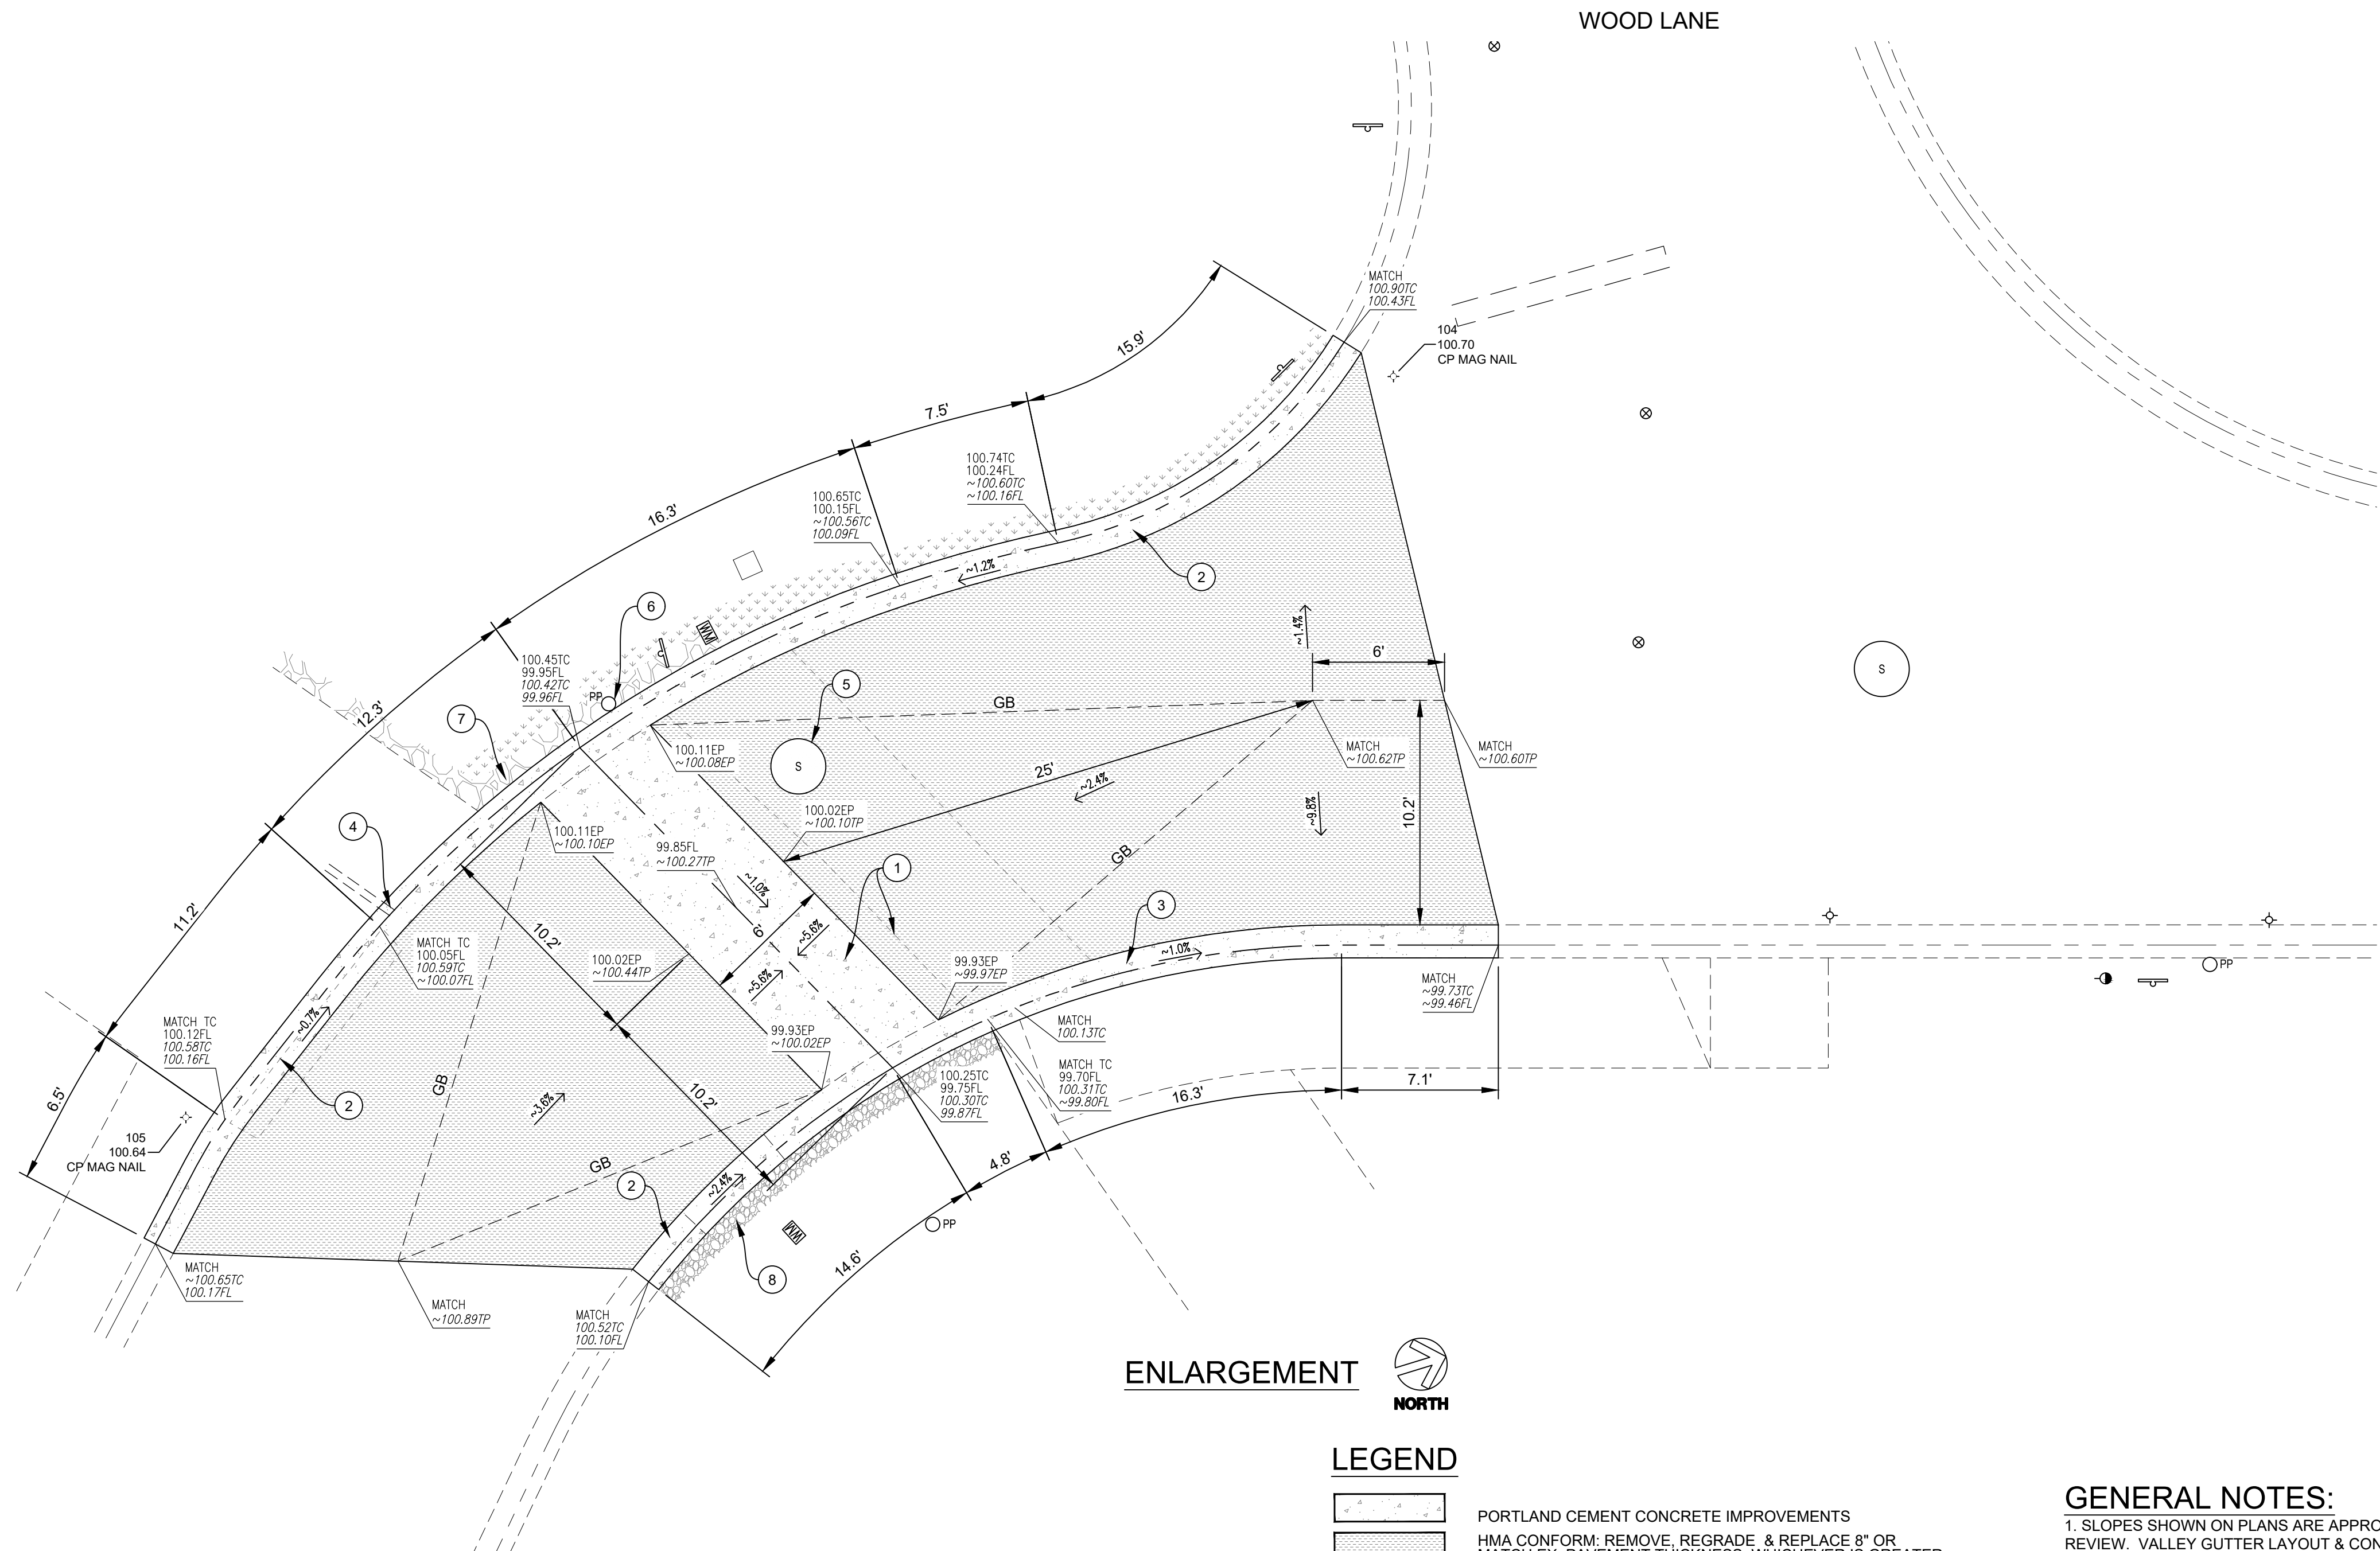 WOOD LANE
MATCH
100.90TC
100.43FL
104
100.70
CP MAG NAIL
15.9'
7.5'
16.3'
12.3'
11.2'
6.5'
100.74TC
100.24FL
~100.60TC
~100.16FL
100.65TC
100.15FL
~100.56TC
100.09FL
~1.2%
2
6
100.45TC
99.95FL
100.42TC
99.96FL
PP
WM
7
5
S
S
~1.4%
6'
GB
100.11EP
~100.08EP
MATCH
~100.62TP
MATCH
~100.60TP
25'
~2.4%
~9.8%
10.2'
100.02EP
~100.10TP
4
100.11EP
~100.10EP
99.85FL
~100.27TP
~1.0%
1
GB
3
6'
~5.6%
~5.6%
10.2'
MATCH TC
100.05FL
100.59TC
~100.07FL
100.02EP
~100.44TP
99.93EP
~99.97EP
~1.0%
MATCH
~99.73TC
~99.46FL
PP
MATCH TC
100.12FL
100.58TC
100.16FL
~0.7%
99.93EP
~100.02EP
MATCH
100.13TC
MATCH TC
99.70FL
100.31TC
~99.80FL
100.25TC
99.75FL
100.30TC
99.87FL
7.1'
16.3'
4.8'
14.6'
GB
~3.6%
10.2'
2
105
100.64
CP MAG NAIL
GB
2
~2.4%
WM
PP
8
MATCH
~100.65TC
100.17FL
MATCH
~100.89TP
MATCH
100.52TC
100.10FL
ENLARGEMENT
NORTH
LEGEND
PORTLAND CEMENT CONCRETE IMPROVEMENTS
HMA CONFORM: REMOVE, REGRADE & REPLACE 8" OR
MATCH EX. PAVEMENT THICKNESS, WHICHEVER IS GREATER
GENERAL NOTES:
1. SLOPES SHOWN ON PLANS ARE APPRO
REVIEW. VALLEY GUTTER LAYOUT & CON